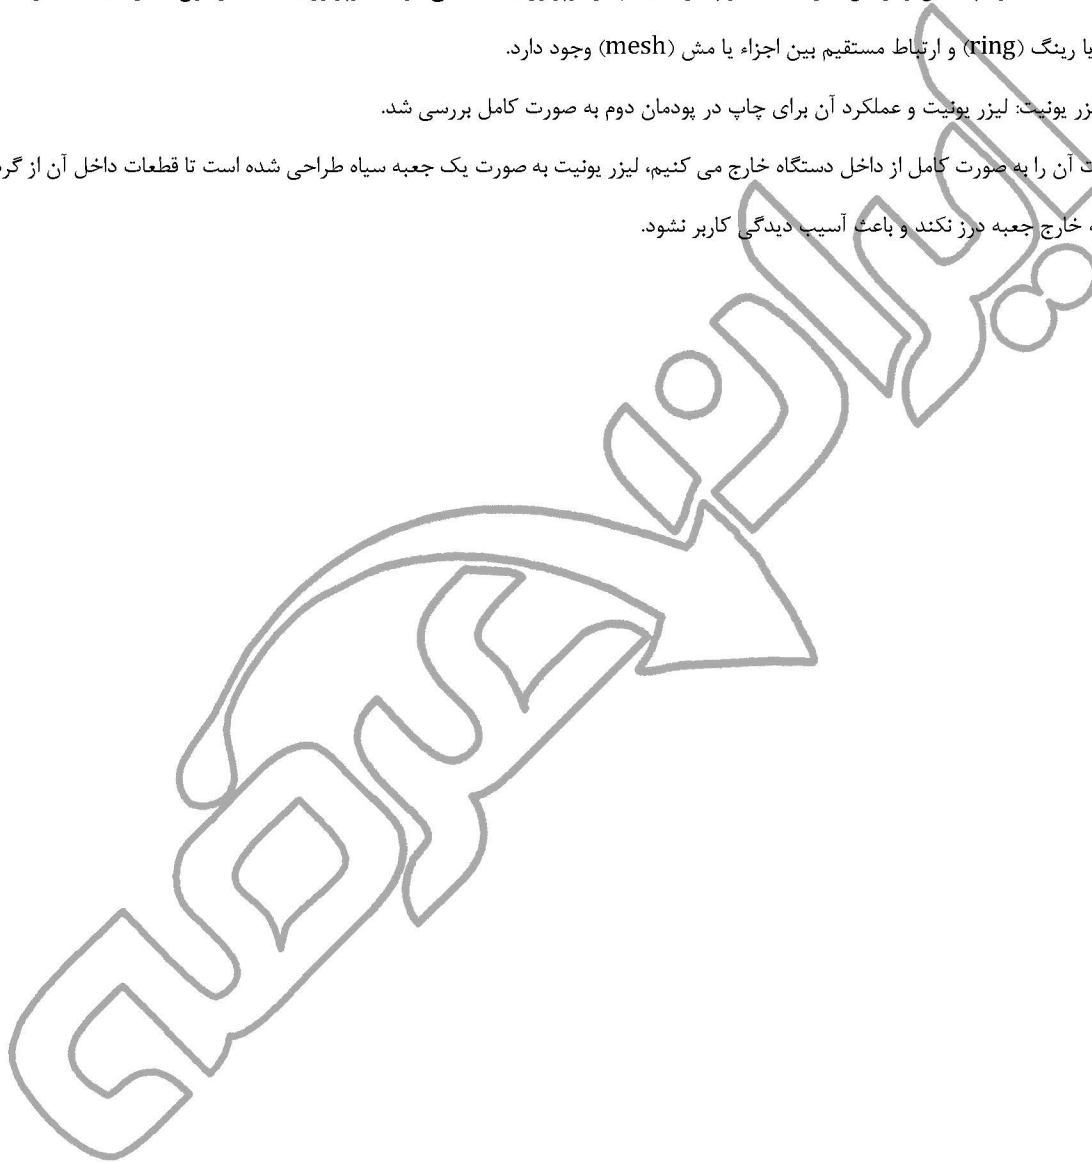 یا رینگ (ring) و ارتباط مستقیم بین اجزاء یا مش (mesh) وجود دارد.
یونیت: لیزر یونیت و عملکرد آن برای چاپ در پودمان دوم به صورت کامل بررسی شد.
آن را به صورت کامل از داخل دستگاه خارج می کنیم، لیزر یونیت به صورت یک جعبه سیاه طراحی شده است تا قطعات داخل آن از
خارج جعبه درز نکند و باعث آسیب دیدگی کاربر نشود.